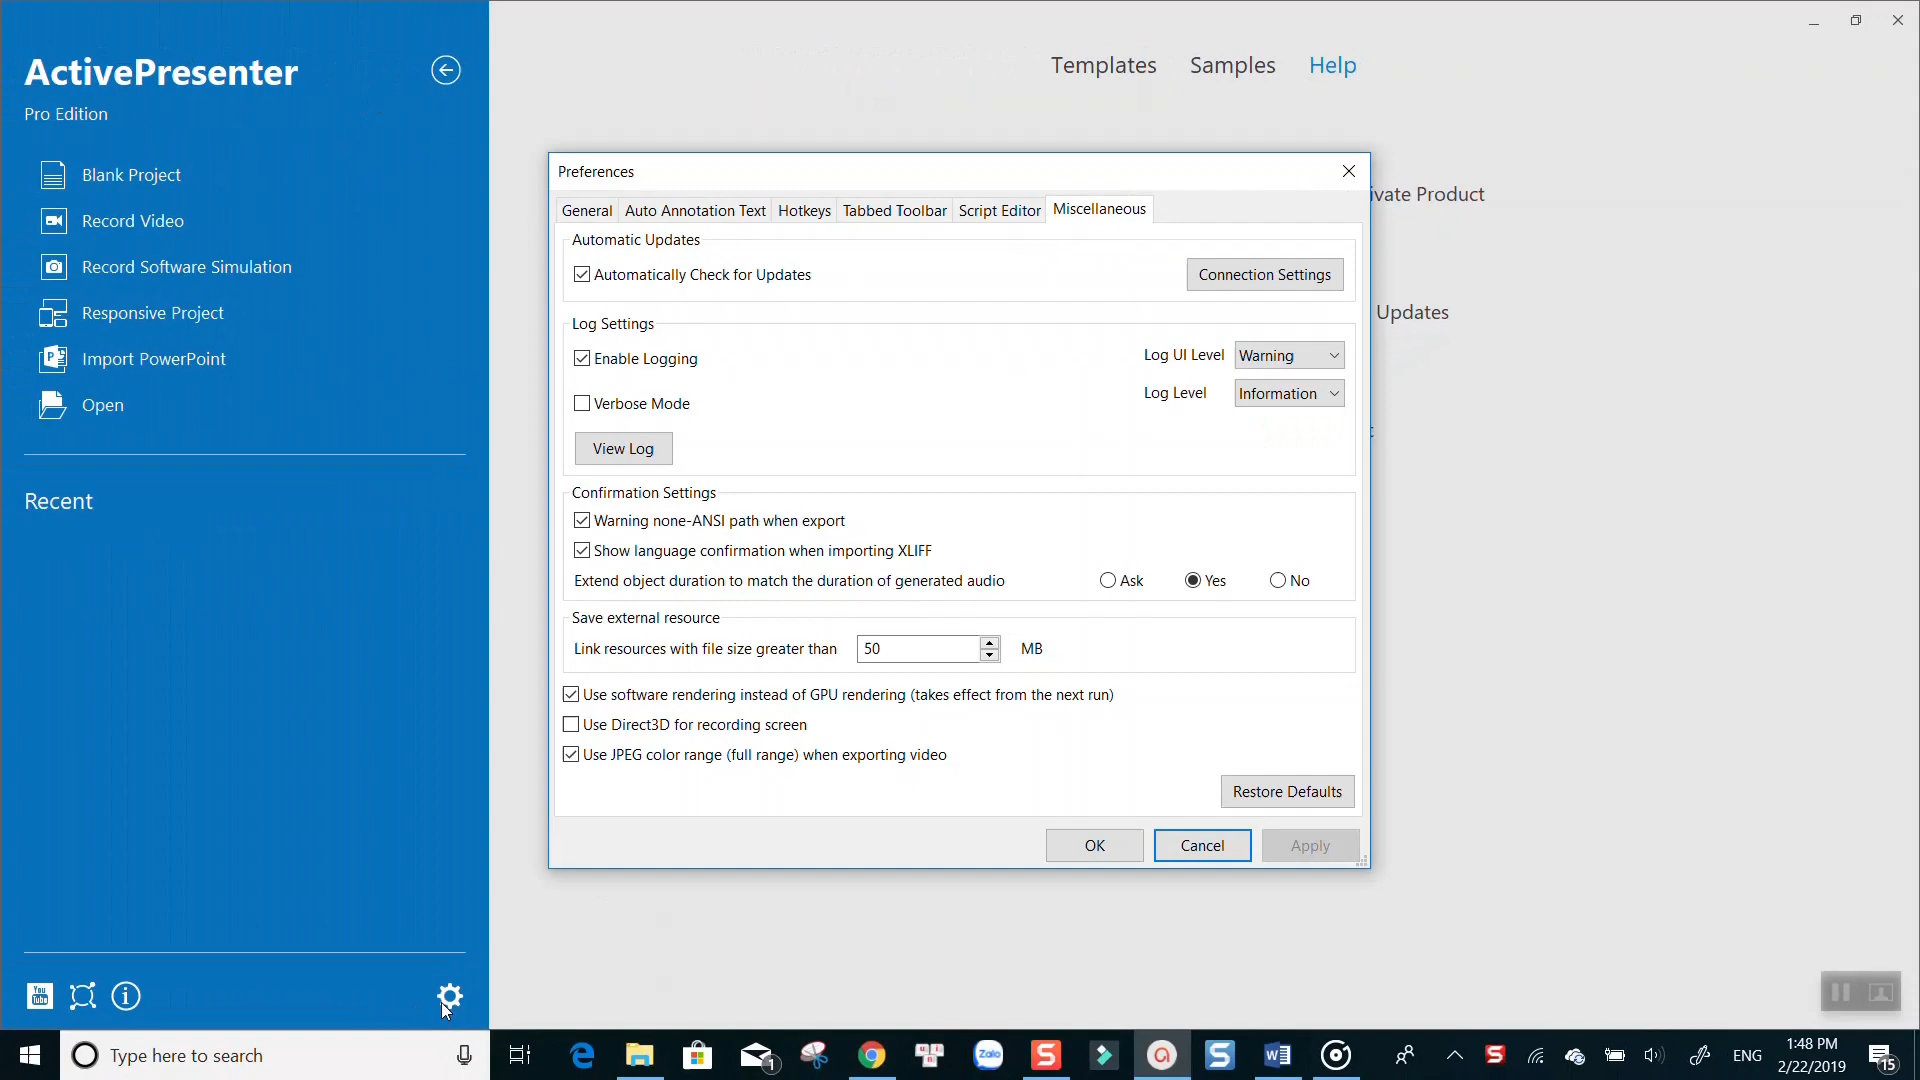 ActivePresenter
Pro Edition
Blank Project
Record Video
Record Software Simulation
Responsive Project
Import PowerPoint
Open
Recent
Templates Samples Help
ivate Product
Updates
Preferences
General Auto Annotation Text Hotkeys Tabbed Toolbar Script Editor Miscellaneous
Automatic Updates
Automatically Check for Updates Connection Settings
Log Settings
Enable Logging Log UI Level Warning
Log Level Information
Verbose Mode
View Log
Confirmation Settings
Warning none-ANSI path when export
Show language confirmation when importing XLIFF
Extend object duration to match the duration of generated audio Ask Yes No
Save external resource
Link resources with file size greater than 50 MB
Use software rendering instead of GPU rendering (takes effect from the next run)
Use Direct3D for recording screen
Use JPEG color range (full range) when exporting video
Restore Defaults
OK Cancel Apply
You Tube
Type here to search
1
Zalo
ENG
1:48 PM
2/22/2019
15